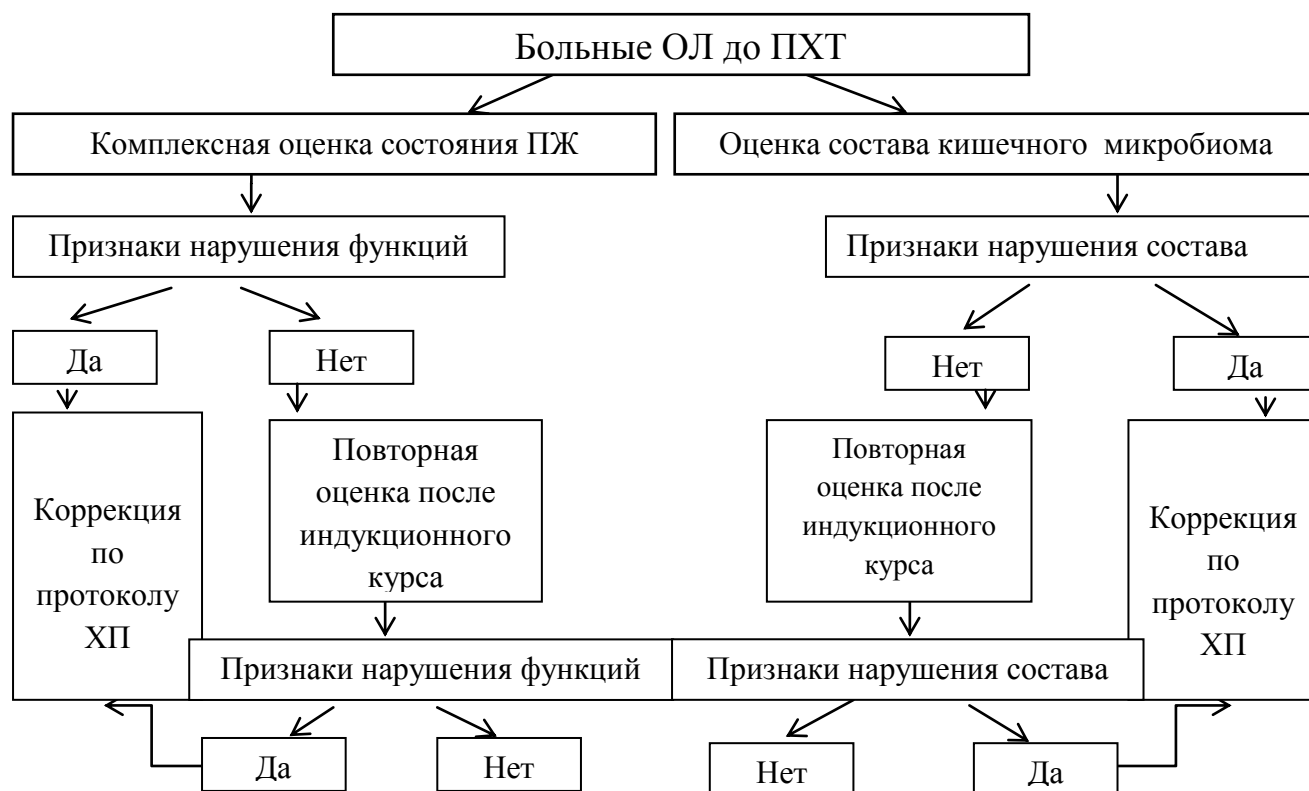 Больные ОЛ до ПХТ
Комплексная оценка состояния ПЖ
Оценка состава кишечного микробиома
Признаки нарушения функций
Признаки нарушения состава
Да
Нет
Нет
Да
Коррекция
по
протоколу
ХП
Повторная
оценка после
индукционного
курса
Повторная
оценка после
индукционного
курса
Коррекция
по
протоколу
ХП
Признаки нарушения функций
Признаки нарушения состава
Да
Нет
Нет
Да